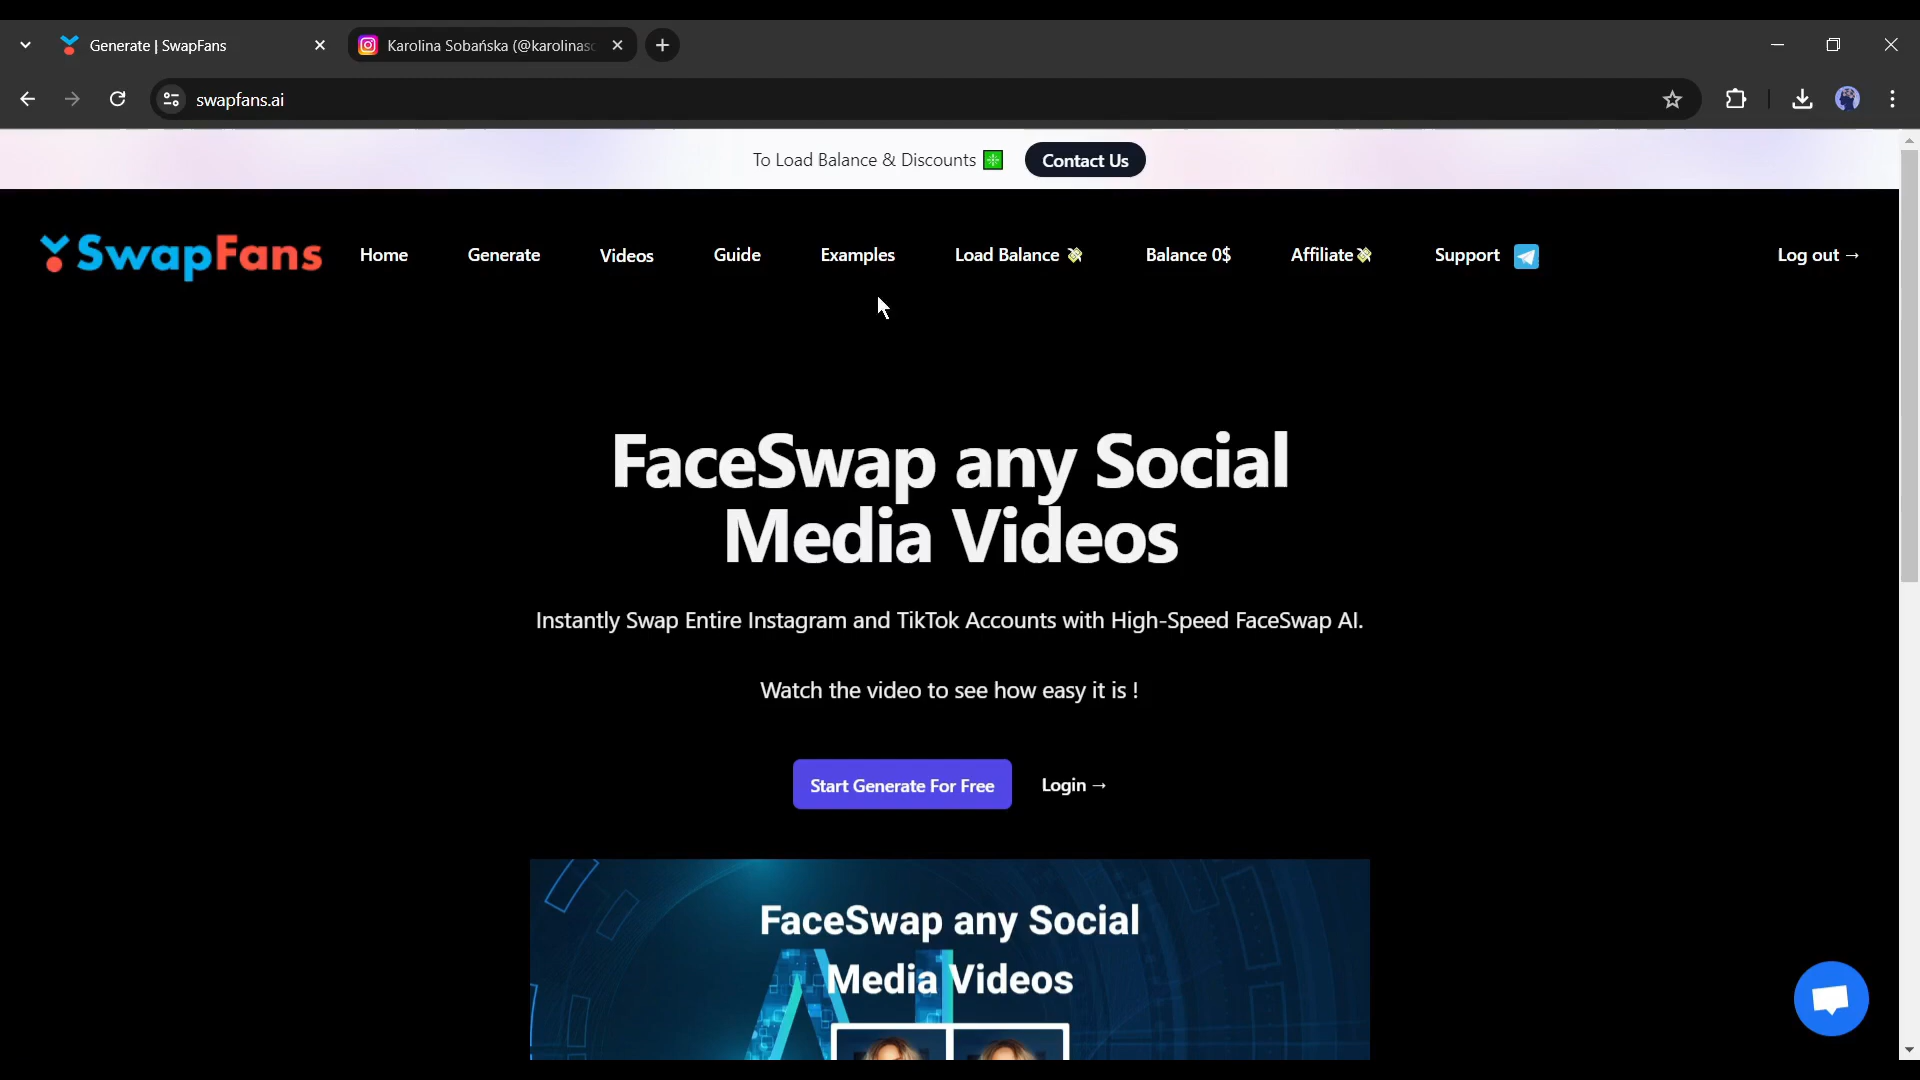 Generate | SwapFans
Karolina Sobańska (@karolinasc
swapfans.ai
To Load Balance & Discounts
Contact Us
SwapFans
Home
Generate
Videos
Guide
Examples
Load Balance
Balance 0$
Affiliate
Support
Log out →
FaceSwap any Social
Media Videos
Instantly Swap Entire Instagram and TikTok Accounts with High-Speed FaceSwap AI.
Watch the video to see how easy it is !
Start Generate For Free
Login →
FaceSwap any Social
Media Videos